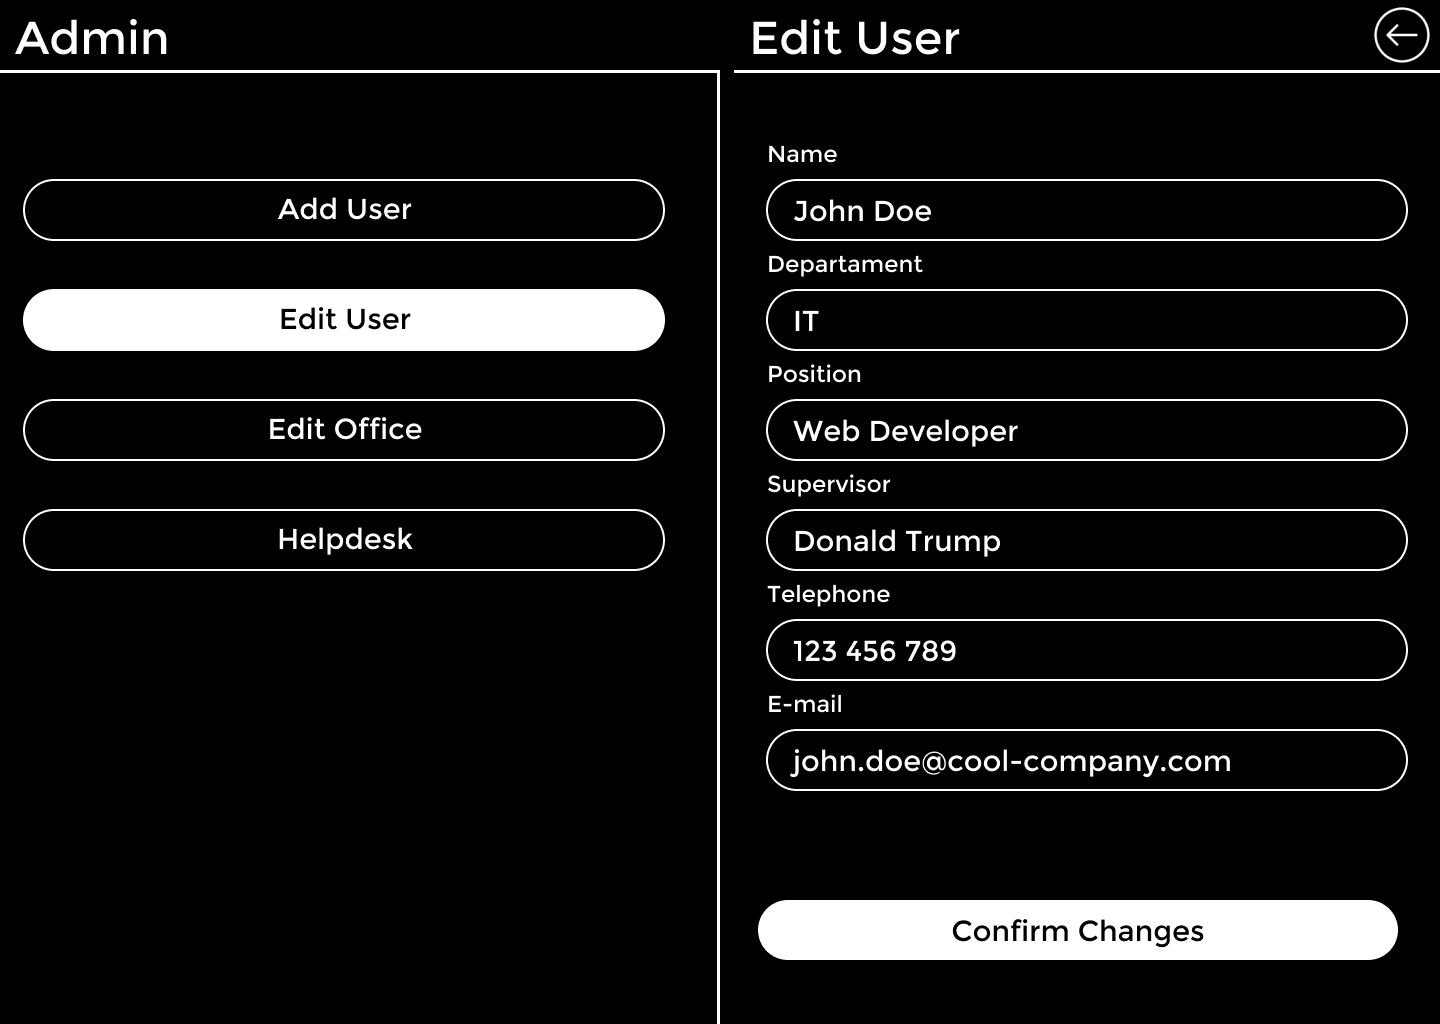 Admin
Add User
Edit User
Edit Office
Helpdesk
Edit User
Name
John Doe
Departament
IT
Position
Web Developer
Supervisor
Donald Trump
Telephone
123 456 789
E-mail
john.doe@cool-company.com
Confirm Changes